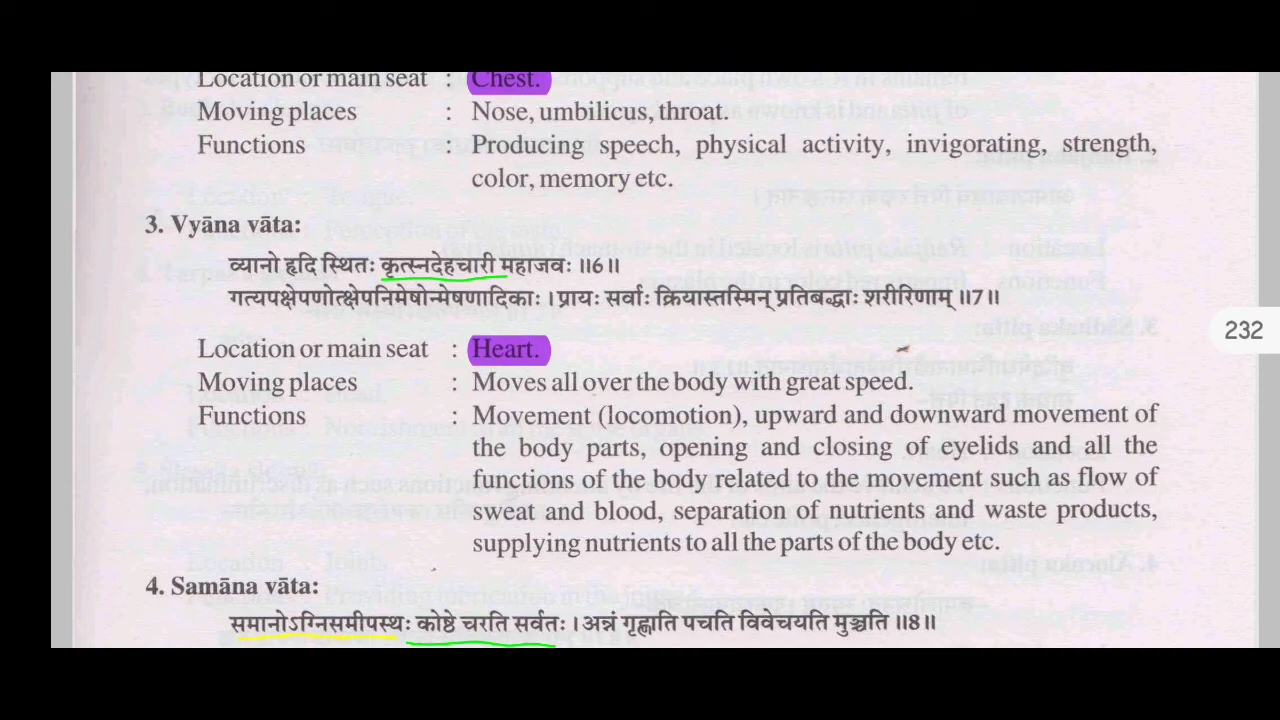 Location or main seat : Chest.
Moving places : Nose, umbilicus, throat.
Functions : Producing speech, physical activity, invigorating, strength,
color, memory etc.
3. Vyāna vāta:
व्यानो हृदि स्थितः कृत्स्नदेहचारी महाजवः ॥6॥
गत्यपक्षेपणोत्क्षेपनिमेषोन्मेषणादिकाः । प्रायः सर्वाः क्रियास्तस्मिन् प्रतिबद्धाः शरीरिणाम् ॥7॥
232
Location or main seat : Heart.
Moving places : Moves all over the body with great speed.
Functions : Movement (locomotion), upward and downward movement of
the body parts, opening and closing of eyelids and all the
functions of the body related to the movement such as flow of
sweat and blood, separation of nutrients and waste products,
supplying nutrients to all the parts of the body etc.
4. Samāna vāta:
समानोऽग्निसमीपस्थः कोष्ठे चरति सर्वतः । अन्नं गृह्णाति पचति विवेचयति मुञ्चति ॥8॥